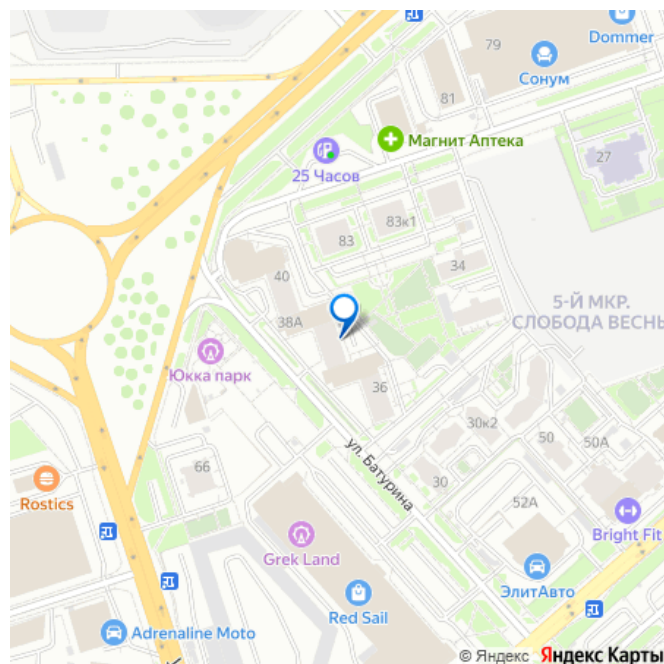 79
Dommer
Сонум
81
Магнит Аптека
25 Часов
27
83к1
83
34
40
5-Й МКР.
СЛОБОДА ВЕСНЫ
38А
Юкка парк
36
30к2
50
50А
ул. Батурина
66
30
52А
Rostics
Bright Fit
Grek Land
ЭлитАвто
Red Sail
Adrenaline Moto
© Яндекс Яндекс Карты